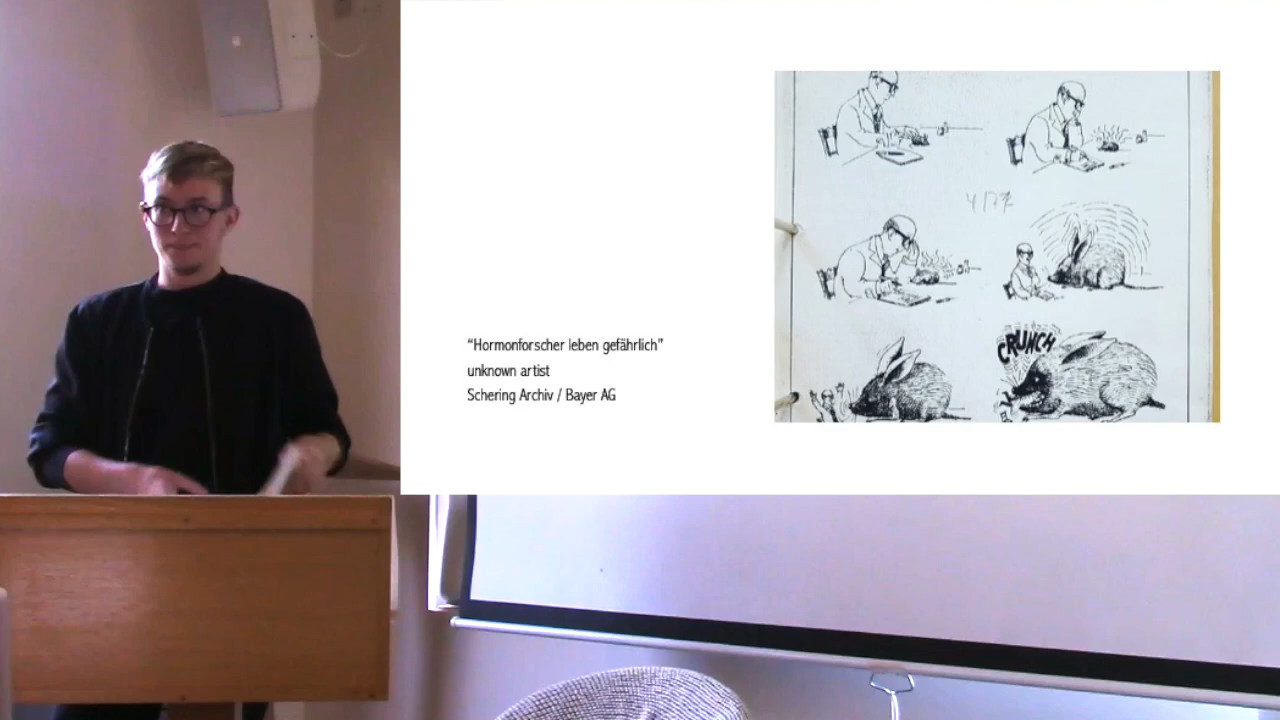 "Hormonforscher leben gefährlich"
unknown artist
Schering Archiv / Bayer AG
CRUNCH